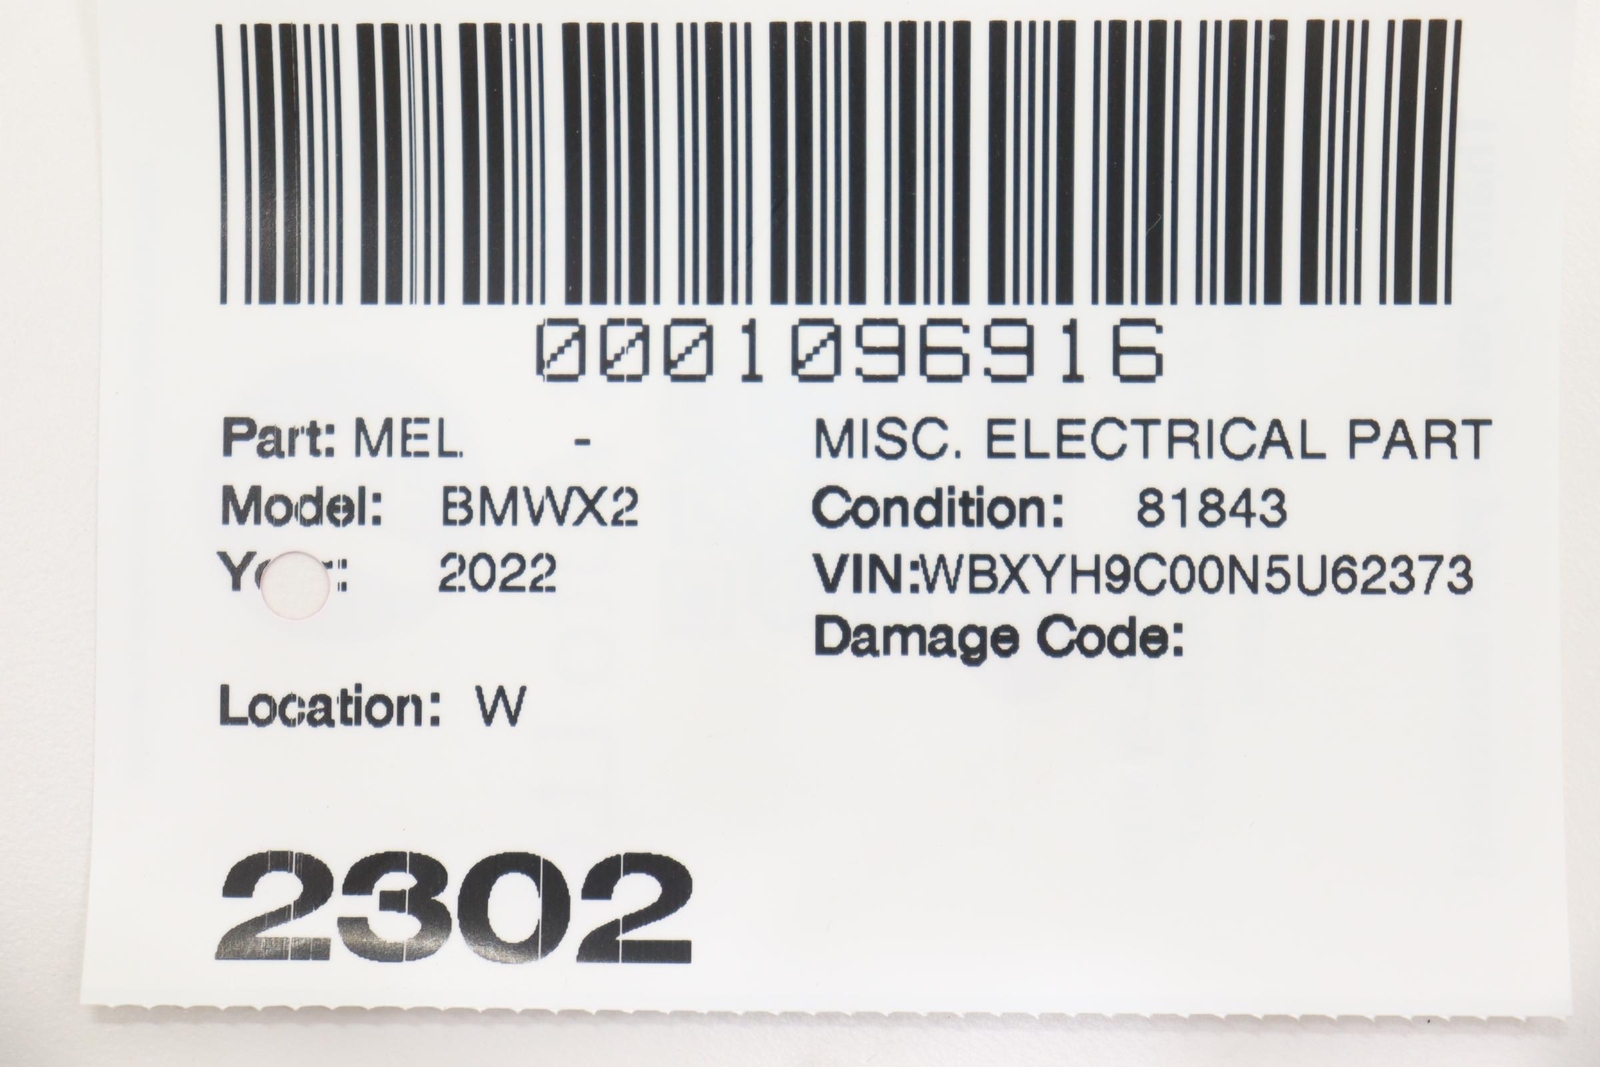 0001096916
Part: MEL. - MISC. ELECTRICAL PART
Model: BMWX2 Condition: 81843
2022 VIN:WBXYH9C00N5U62373
Damage Code:
Location: W
2302